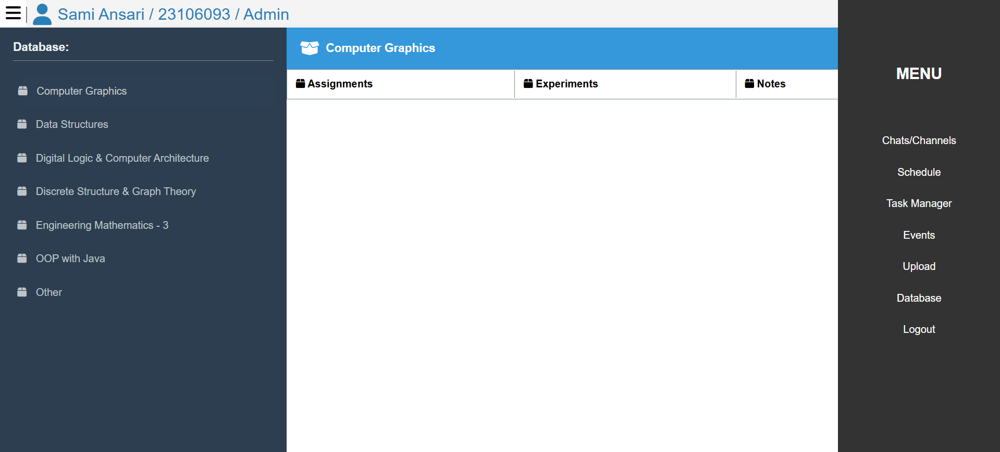 Sami Ansari / 23106093 / Admin
Database:
Computer Graphics
Data Structures
Digital Logic & Computer Architecture
Discrete Structure & Graph Theory
Engineering Mathematics - 3
OOP with Java
Other
Computer Graphics
Assignments
Experiments
Notes
MENU
Chats/Channels
Schedule
Task Manager
Events
Upload
Database
Logout